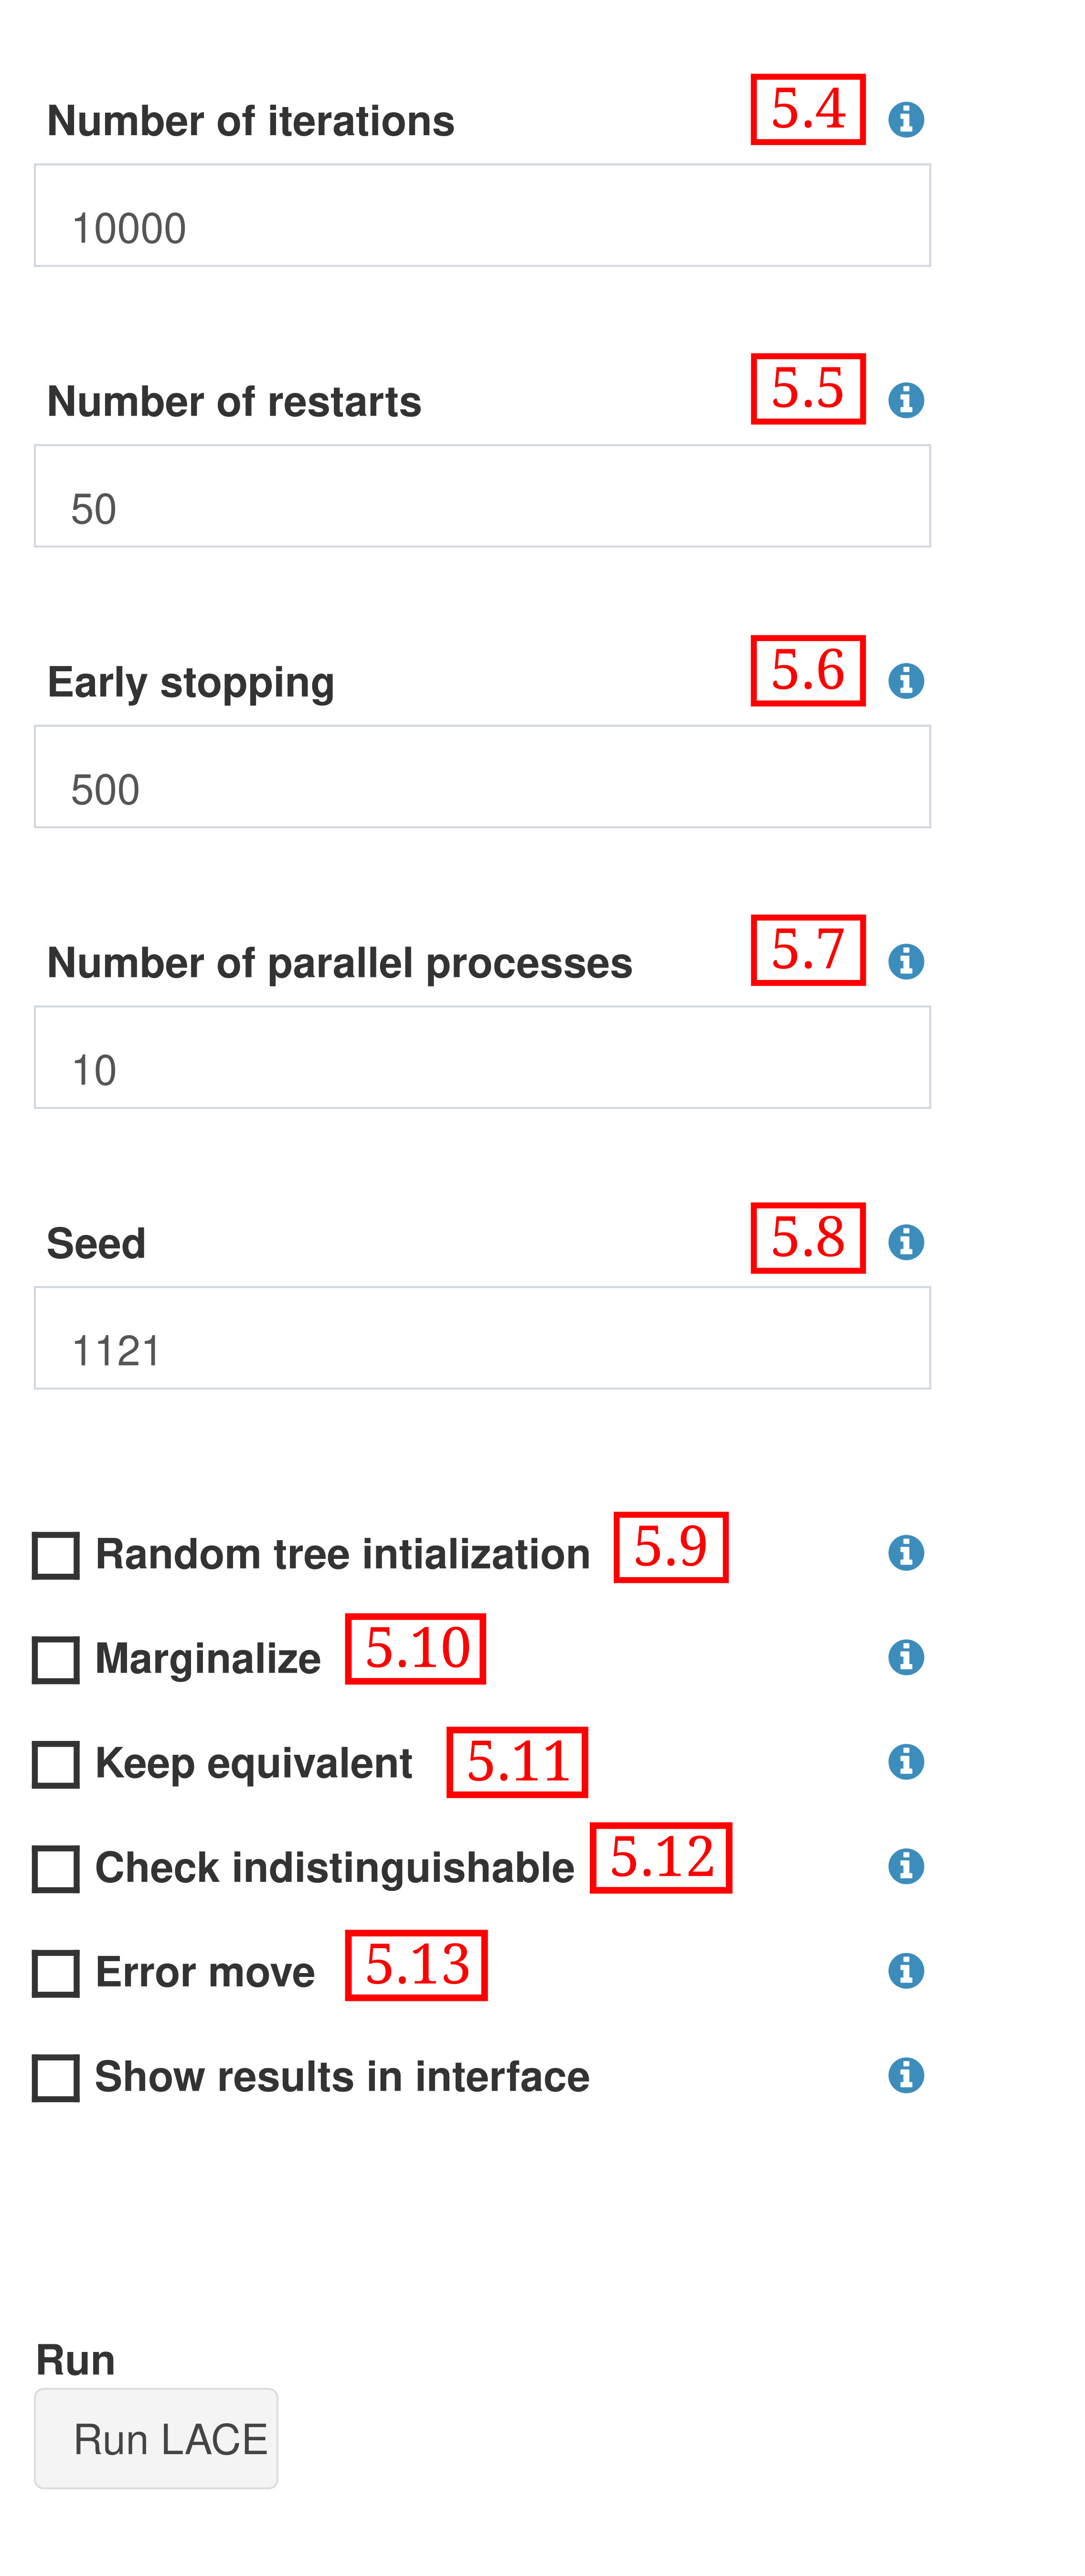 Number of iterations 5.4
10000
Number of restarts 5.5
50
Early stopping 5.6
500
Number of parallel processes 5.7
10
Seed 5.8
1121
Random tree intialization 5.9
Marginalize 5.10
Keep equivalent 5.11
Check indistinguishable 5.12
Error move 5.13
Show results in interface
Run
Run LACE